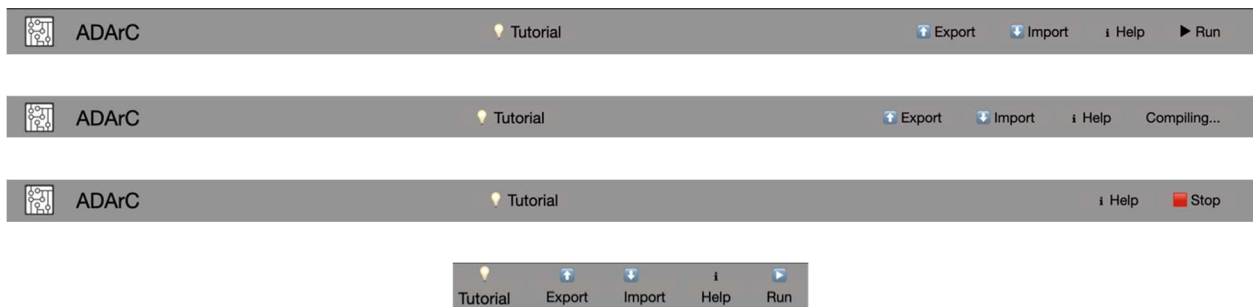 ADArC Tutorial Export Import i Help Run
ADArC Tutorial Export Import i Help Compiling...
ADArC Tutorial i Help Stop
i
Tutorial Export Import Help Run